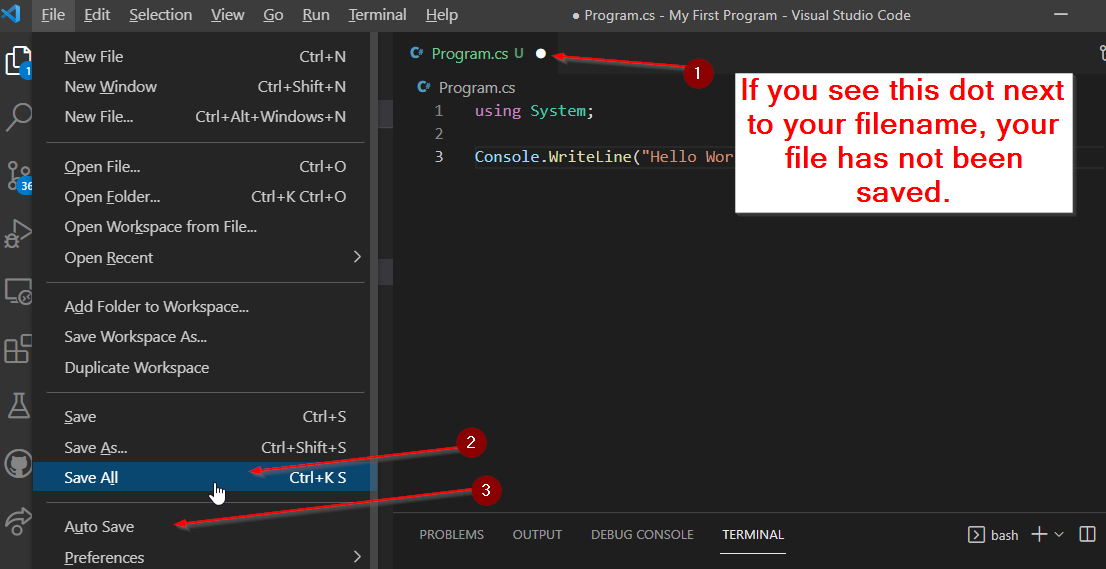 File Edit Selection View Go Run Terminal Help ● Program.cs - My First Program - Visual Studio Code
New File Ctrl+N
New Window Ctrl+Shift+N
New File... Ctrl+Alt+Windows+N
Open File... Ctrl+O
Open Folder... Ctrl+K Ctrl+O
Open Workspace from File...
Open Recent
Add Folder to Workspace...
Save Workspace As...
Duplicate Workspace
Save Ctrl+S
Save As... Ctrl+Shift+S
Save All Ctrl+K S
Auto Save
Preferences
1
36
C# Program.cs U ●
C# Program.cs
1 using System;
2
3 Console.WriteLine("Hello Wor
1
If you see this dot next
to your filename, your
file has not been
saved.
2
3
PROBLEMS OUTPUT DEBUG CONSOLE TERMINAL bash